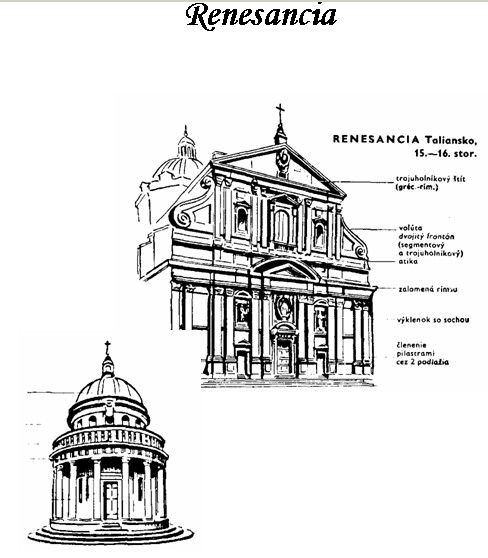 Renesancia
RENESANCIA Taliansko,
15.—16. stor.
trojuholníkový štít
(gréc.-rím.)
volúta
dvojitý frontón
(segmentový
a trojuholníkový)
atika
zalomená rímsa
výklenok so sochou
členenie
pilastrami
cez 2 podlažia